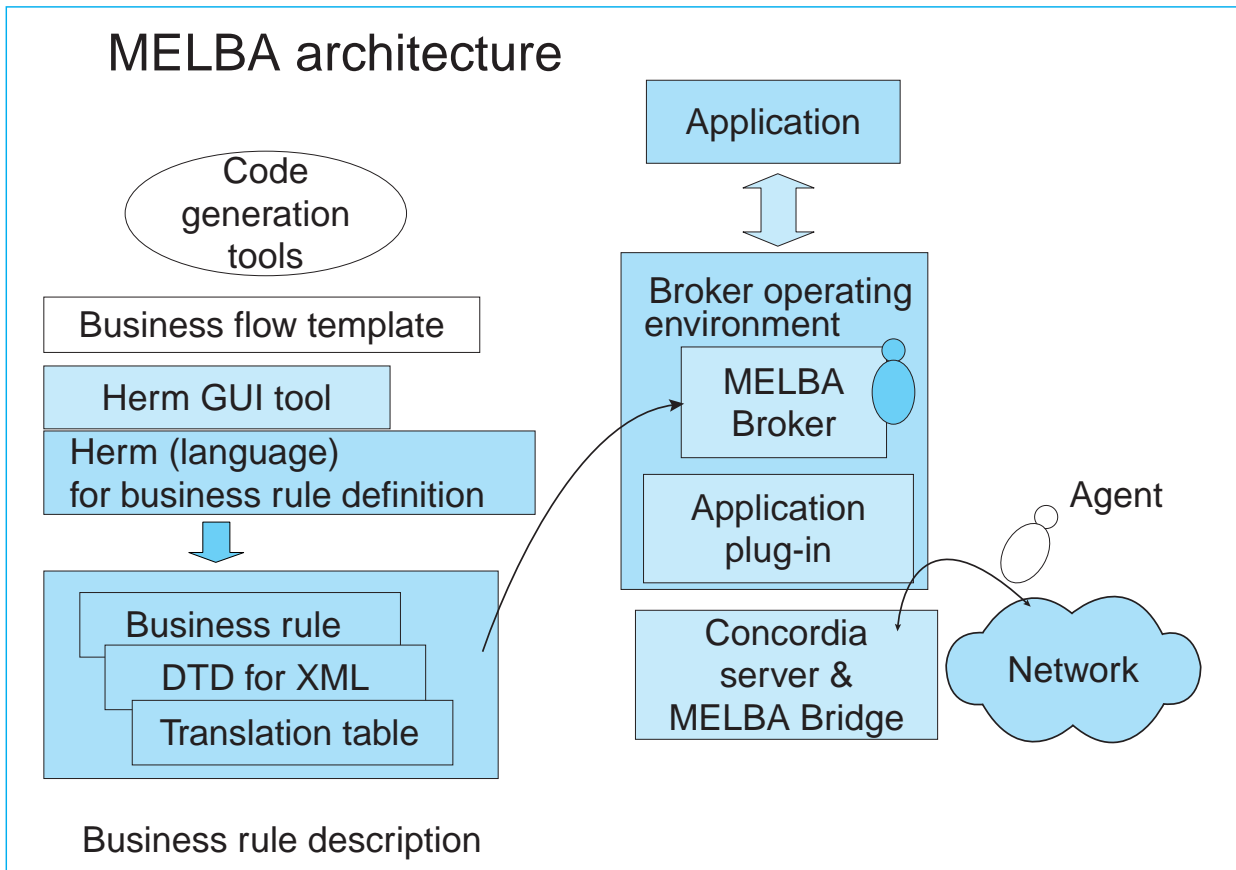 MELBA architecture
Code
generation
tools
Business flow template
Herm GUI tool
Herm (language)
for business rule definition
Business rule
DTD for XML
Translation table
Business rule description
Application
Broker operating
environment
MELBA
Broker
Application
plug-in
Concordia
server &
MELBA Bridge
Agent
Network